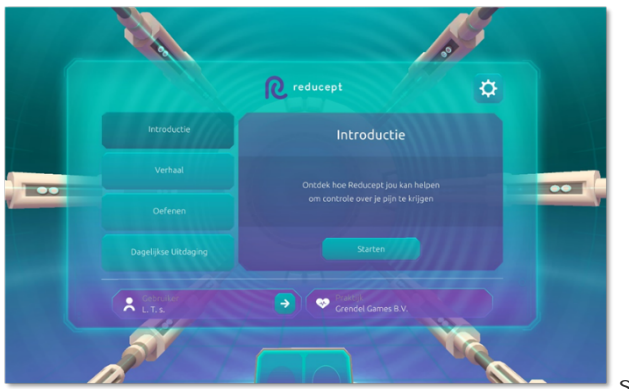 reducept
Introductie
Verhaal
Oefenen
Dagelijkse Uitdaging
Introductie
Ontdek hoe Reducept jou kan helpen
om controle over je pijn te krijgen
Starten
Gebruiker
L. T. s.
Praktijk
Grendel Games B.V.
s